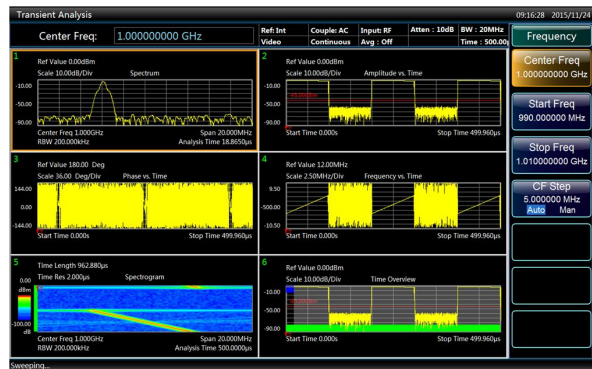 Transient Analysis 09:16:28 2015/11/24
Center Freq: 1.000000000 GHz
Ref: Int Couple: AC Input: RF Atten : 10dB BW : 20MHz
Video Continuous Avg : Off Time : 500.00
Frequency
Center Freq
1.000000000 GHz
Start Freq
990.000000 MHz
Stop Freq
1.010000000 GHz
CF Step
5.000000 MHz
Auto Man
1
Ref Value 0.00dBm
Scale 10.00dB/Div Spectrum
-10.00
-50.00
-90.00
Center Freq 1.000GHz Span 20.000MHz
RBW 200.000kHz Analysis Time 18.8650µs
2
Ref Value 0.00dBm
Scale 10.00dB/Div Amplitude vs. Time
-10.00
-50.00
-90.00
Start Time 0.000s Stop Time 499.960µs
3
Ref Value 180.00 Deg
Scale 36.00 Deg/Div Phase vs. Time
144.00
0.00
-144.00
Start Time 0.000s Stop Time 499.960µs
4
Ref Value 12.00MHz
Scale 2.50MHz/Div Frequency vs. Time
9.50
-500.00
-10.50
Start Time 0.000s Stop Time 499.960µs
5
Time Length 962.880µs
Time Res 2.000µs Spectrogram
0.00
dBm
-100.00
dB
Center Freq 1.000GHz Span 20.000MHz
RBW 200.000kHz Analysis Time 500.0000µs
6
Ref Value 0.00dBm
Scale 10.00dB/Div Time Overview
-10.00
-50.00
-90.00
Start Time 0.000s Stop Time 499.960µs
Sweeping...